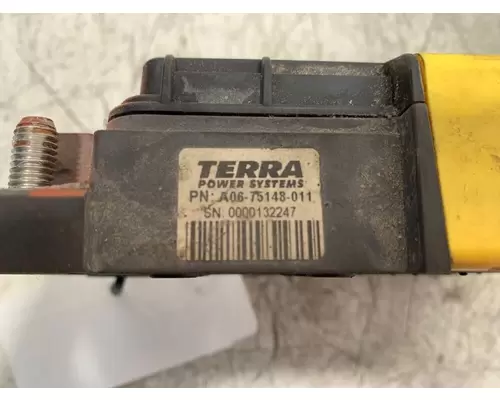 TERRA
POWER SYSTEMS
PN: A06-75148-011
SN: 0000132247